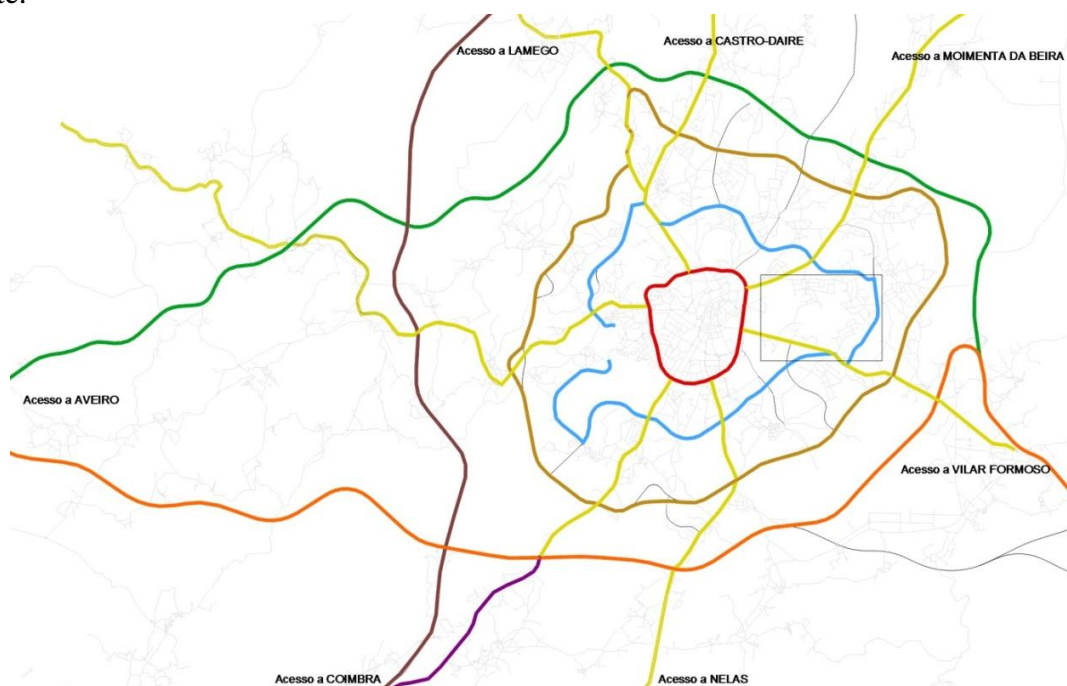 Acesso a LAMEGO
Acesso a CASTRO-DAIRE
Acesso a MOIMENTA DA BEIRA
Acesso a AVEIRO
Acesso a VILAR FORMOSO
Acesso a COIMBRA
Acesso a NELAS